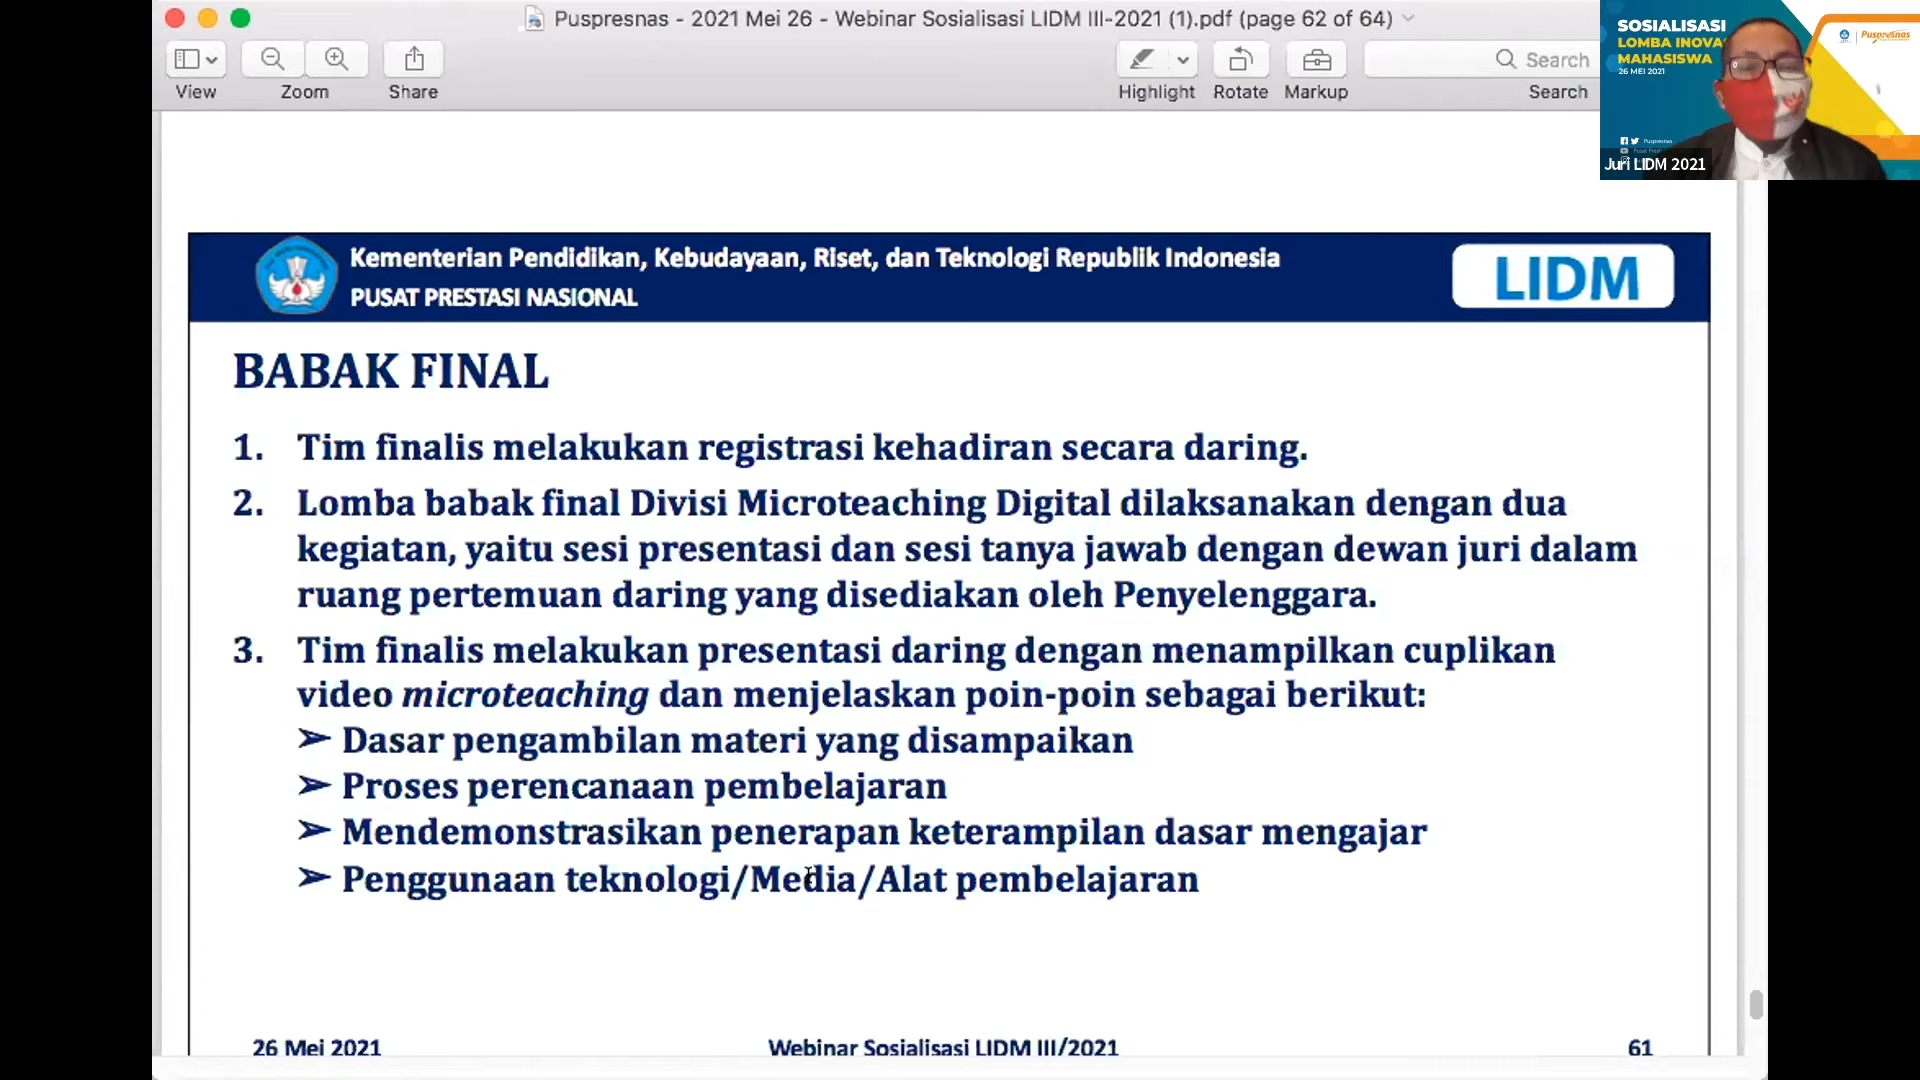 Puspresnas - 2021 Mei 26 - Webinar Sosialisasi LIDM III-2021 (1).pdf (page 62 of 64)
View
Zoom
Share
Highlight
Rotate
Markup
Search
Search
SOSIALISASI
LOMBA INOVA
MAHASISWA
26 MEI 2021
Puspresnas
Puspresnas
Juri LIDM 2021
Kementerian Pendidikan, Kebudayaan, Riset, dan Teknologi Republik Indonesia
PUSAT PRESTASI NASIONAL
LIDM
BABAK FINAL
1. Tim finalis melakukan registrasi kehadiran secara daring.
2. Lomba babak final Divisi Microteaching Digital dilaksanakan dengan dua
kegiatan, yaitu sesi presentasi dan sesi tanya jawab dengan dewan juri dalam
ruang pertemuan daring yang disediakan oleh Penyelenggara.
3. Tim finalis melakukan presentasi daring dengan menampilkan cuplikan
video microteaching dan menjelaskan poin-poin sebagai berikut:
➢ Dasar pengambilan materi yang disampaikan
➢ Proses perencanaan pembelajaran
➢ Mendemonstrasikan penerapan keterampilan dasar mengajar
➢ Penggunaan teknologi/Media/Alat pembelajaran
26 Mei 2021
Webinar Sosialisasi LIDM III/2021
61